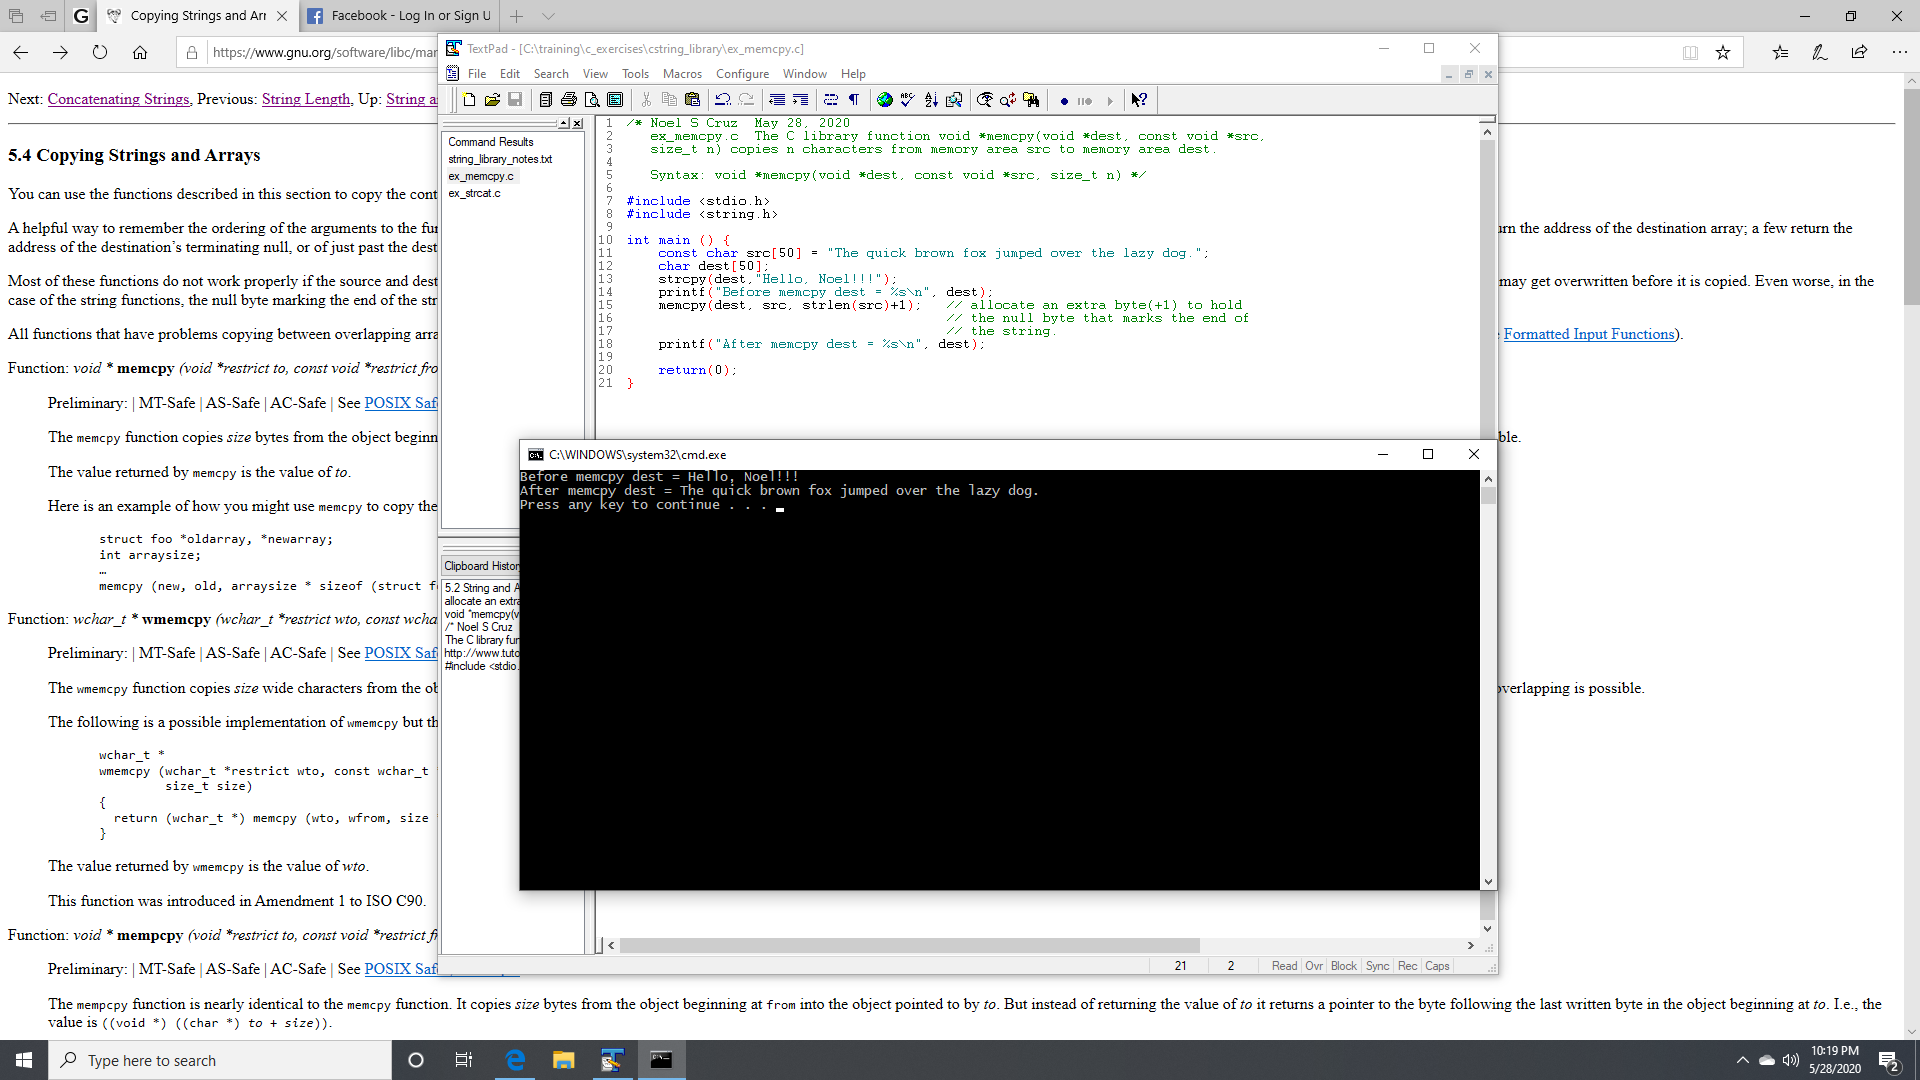 Copying Strings and Arr
Facebook - Log In or Sign U
https://www.gnu.org/software/libc/mar
Next: Concatenating Strings, Previous: String Length, Up: String a
5.4 Copying Strings and Arrays
You can use the functions described in this section to copy the cont
A helpful way to remember the ordering of the arguments to the fu
urn the address of the destination array; a few return the
address of the destination's terminating null, or of just past the dest
Most of these functions do not work properly if the source and dest
may get overwritten before it is copied. Even worse, in the
case of the string functions, the null byte marking the end of the str
All functions that have problems copying between overlapping arra
Formatted Input Functions).
Function: void * memcpy (void *restrict to, const void *restrict fro
Preliminary: | MT-Safe | AS-Safe | AC-Safe | See POSIX Saf
The memcpy function copies size bytes from the object beginn
ble.
The value returned by memcpy is the value of to.
Here is an example of how you might use memcpy to copy the
struct foo *oldarray, *newarray;
int arraysize;
…
memcpy (new, old, arraysize * sizeof (struct f
Function: wchar_t * wmemcpy (wchar_t *restrict wto, const wcha
Preliminary: | MT-Safe | AS-Safe | AC-Safe | See POSIX Saf
The wmemcpy function copies size wide characters from the ob
overlapping is possible.
The following is a possible implementation of wmemcpy but th
wchar_t *
wmemcpy (wchar_t *restrict wto, const wchar_t
size_t size)
{
return (wchar_t *) memcpy (wto, wfrom, size
}
The value returned by wmemcpy is the value of wto.
This function was introduced in Amendment 1 to ISO C90.
Function: void * mempcpy (void *restrict to, const void *restrict fr
Preliminary: | MT-Safe | AS-Safe | AC-Safe | See POSIX Saf
The mempcpy function is nearly identical to the memcpy function. It copies size bytes from the object beginning at from into the object pointed to by to. But instead of returning the value of to it returns a pointer to the byte following the last written byte in the object beginning at to. I.e., the
value is ((void *) ((char *) to + size)).
TextPad - [C:\training\c_exercises\cstring_library\ex_memcpy.c]
File Edit Search View Tools Macros Configure Window Help
Command Results
string_library_notes.txt
ex_memcpy.c
ex_strcat.c
1 /* Noel S Cruz  May 28, 2020
2 ex_memcpy.c  The C library function void *memcpy(void *dest, const void *src,
3 size_t n) copies n characters from memory area src to memory area dest.
4
5 Syntax: void *memcpy(void *dest, const void *src, size_t n) */
6
7 #include <stdio.h>
8 #include <string.h>
9
10 int main () {
11 const char src[50] = "The quick brown fox jumped over the lazy dog.";
12 char dest[50];
13 strcpy(dest,"Hello, Noel!!!");
14 printf("Before memcpy dest = %s\n", dest);
15 memcpy(dest, src, strlen(src)+1);   // allocate an extra byte(+1) to hold
16 // the null byte that marks the end of
17 // the string.
18 printf("After memcpy dest = %s\n", dest);
19
20 return(0);
21 }
Clipboard History
5.2 String and A
allocate an extra
void *memcpy(v
/* Noel S Cruz
The C library fur
http://www.tuto
#include <stdio.
C:\WINDOWS\system32\cmd.exe
Before memcpy dest = Hello, Noel!!!
After memcpy dest = The quick brown fox jumped over the lazy dog.
Press any key to continue . . .
21 2 Read Ovr Block Sync Rec Caps
Type here to search
10:19 PM
5/28/2020
2